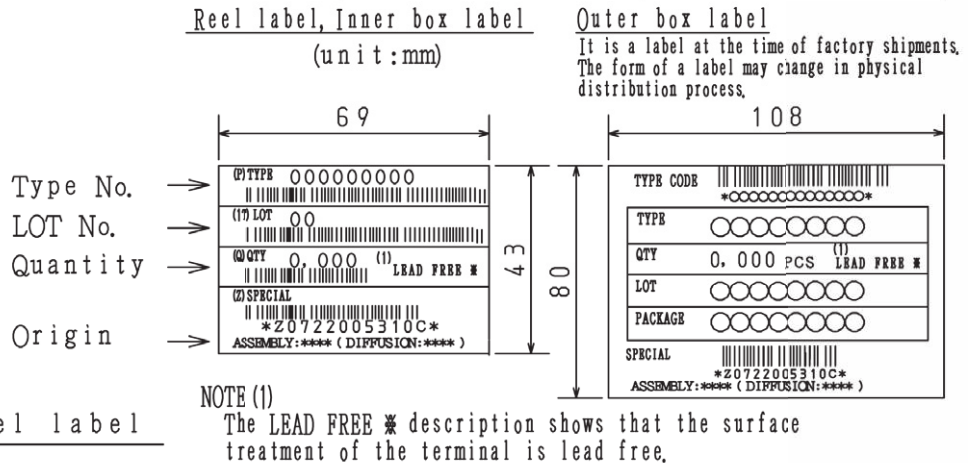 Reel label, Inner box label
(unit:mm)
Outer box label
It is a label at the time of factory shipments.
The form of a label may change in physical
distribution process.
69
108
Type No.
LOT No.
Quantity
Origin
(P)TYPE 000000000
(1T) LOT 00
(Q)QTY 0,000 (1) LEAD FREE ※
(Z)SPECIAL
*Z0722005310C*
ASSEMBLY:**** (DIFFUSION:****)
43
80
TYPE CODE
*○○○○○○○○○○○○○○*
TYPE ○○○○○○○○
QTY 0,000 PCS (1) LEAD FREE ※
LOT ○○○○○○○○
PACKAGE ○○○○○○○○
SPECIAL
*Z0722005310C*
ASSEMBLY:**** (DIFFUSION:****)
el label
NOTE (1)
The LEAD FREE ※ description shows that the surface
treatment of the terminal is lead free.